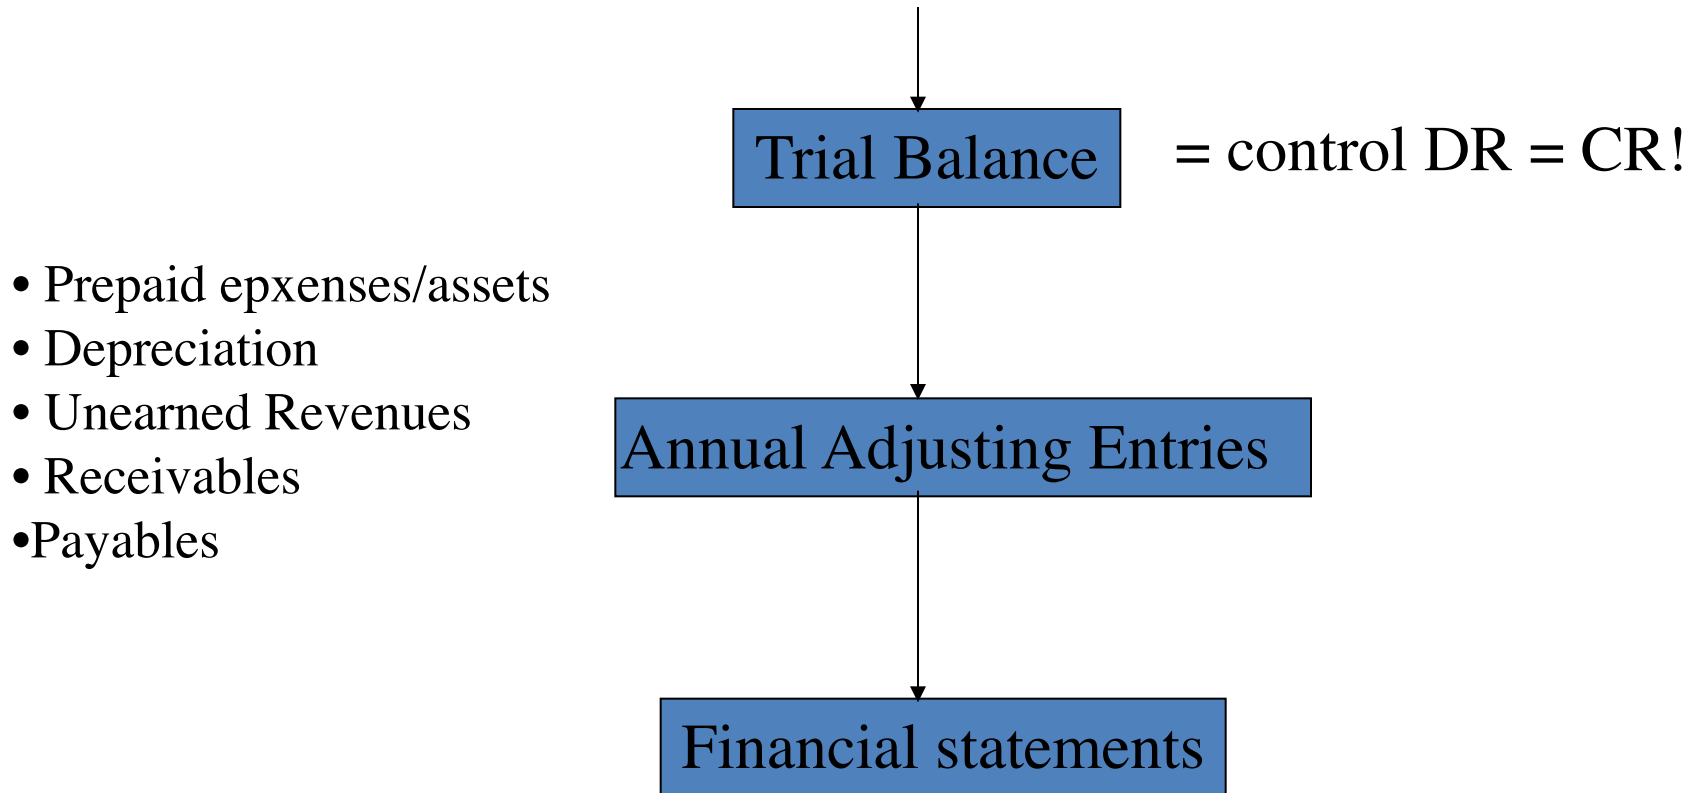 Trial Balance
= control DR = CR!
• Prepaid epxenses/assets
• Depreciation
• Unearned Revenues
• Receivables
•Payables
Annual Adjusting Entries
Financial statements